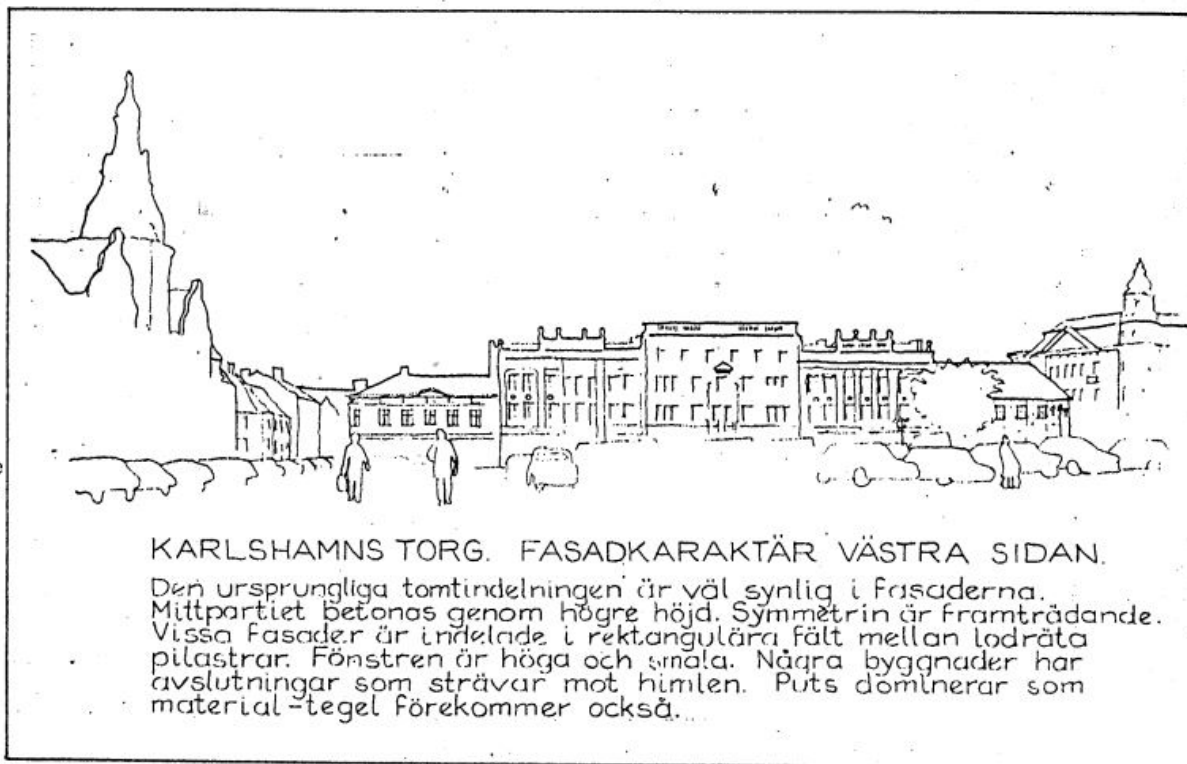 KARLSHAMNS TORG. FASADKARAKTÄR VÄSTRA SIDAN.
Den ursprungliga tomtindelningen är väl synlig i fasaderna.
Mittpartiet betonas genom högre höjd. Symmetrin är framträdande.
Vissa fasader är indelade i rektangulära fält mellan lodräta
pilastrar. Fönstren är höga och smala. Några byggnader har
avslutningar som strävar mot himlen. Puts dominerar som
material-tegel förekommer också.